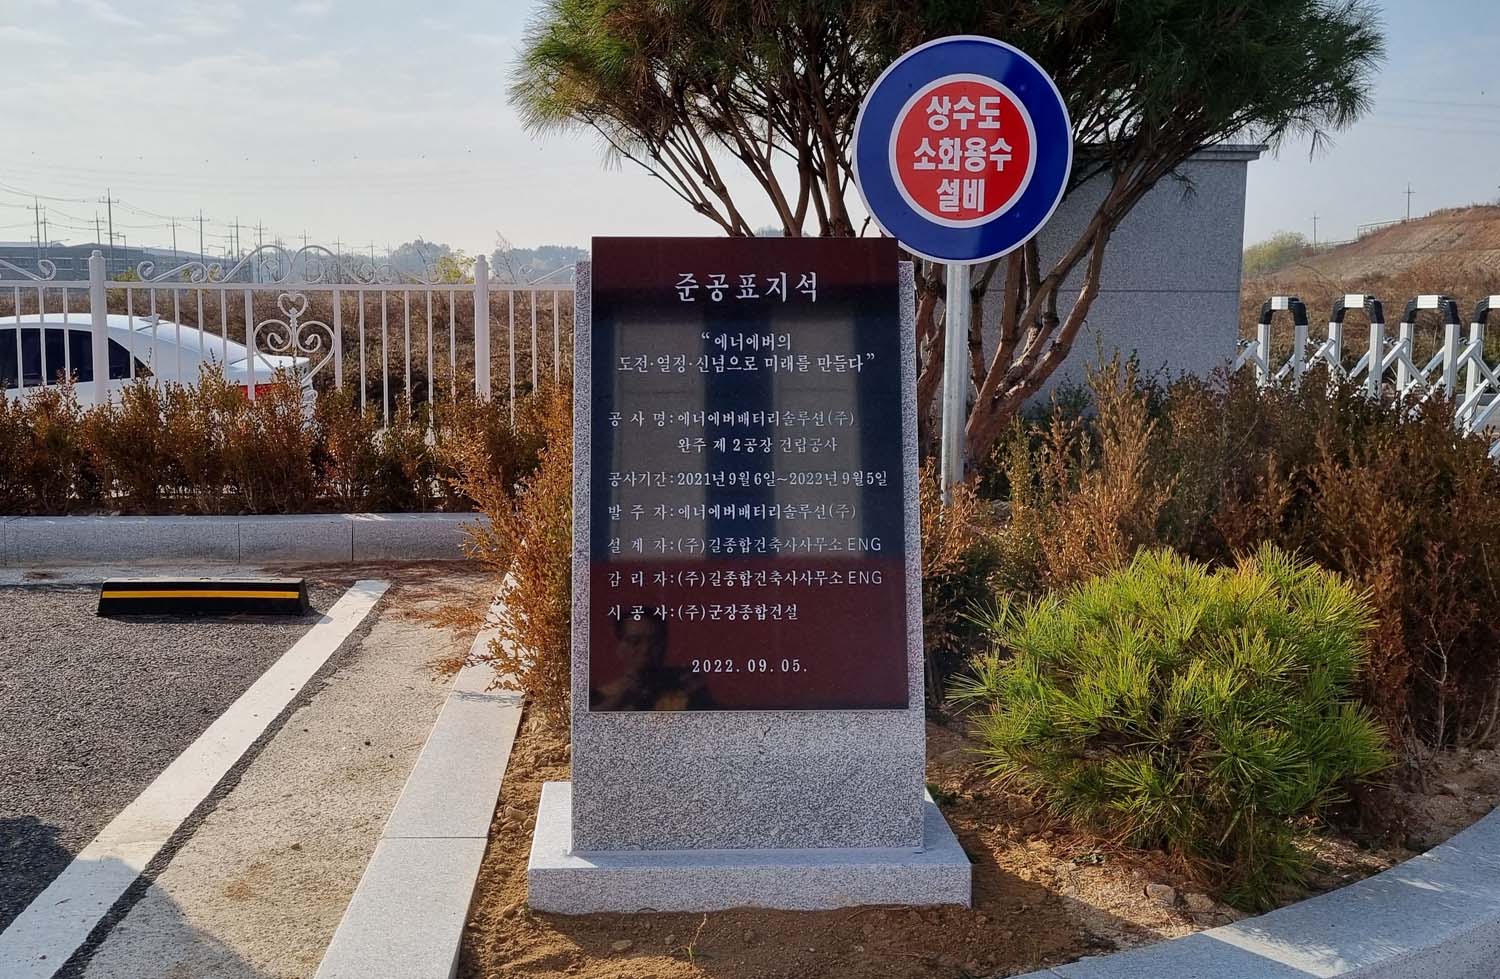 상수도
소화용수
설비
준공표지석
“에너에버의
도전·열정·신념으로 미래를 만들다”
공 사 명:에너에버배터리솔루션(주)
완주 제 2공장 건립공사
공사기간:2021년 9월 6일~2022년 9월 5일
발 주 자:에너에버배터리솔루션(주)
설 계 자:(주)길종합건축사사무소 ENG
감 리 자:(주)길종합건축사사무소 ENG
시 공 사:(주)군장종합건설
2022. 09. 05.